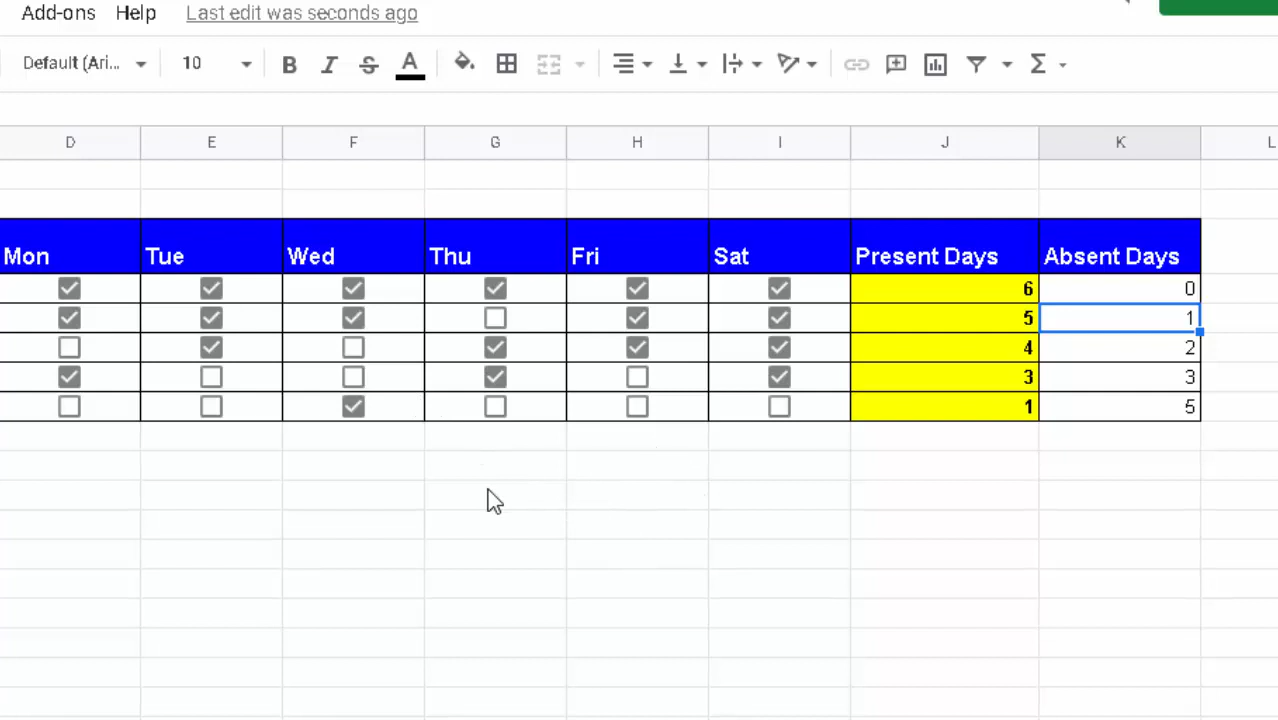 Add-ons Help Last edit was seconds ago
Default (Ari... 10 B I S A
D E F G H I J K L
Mon Tue Wed Thu Fri Sat Present Days Absent Days
6 0
5 1
4 2
3 3
1 5